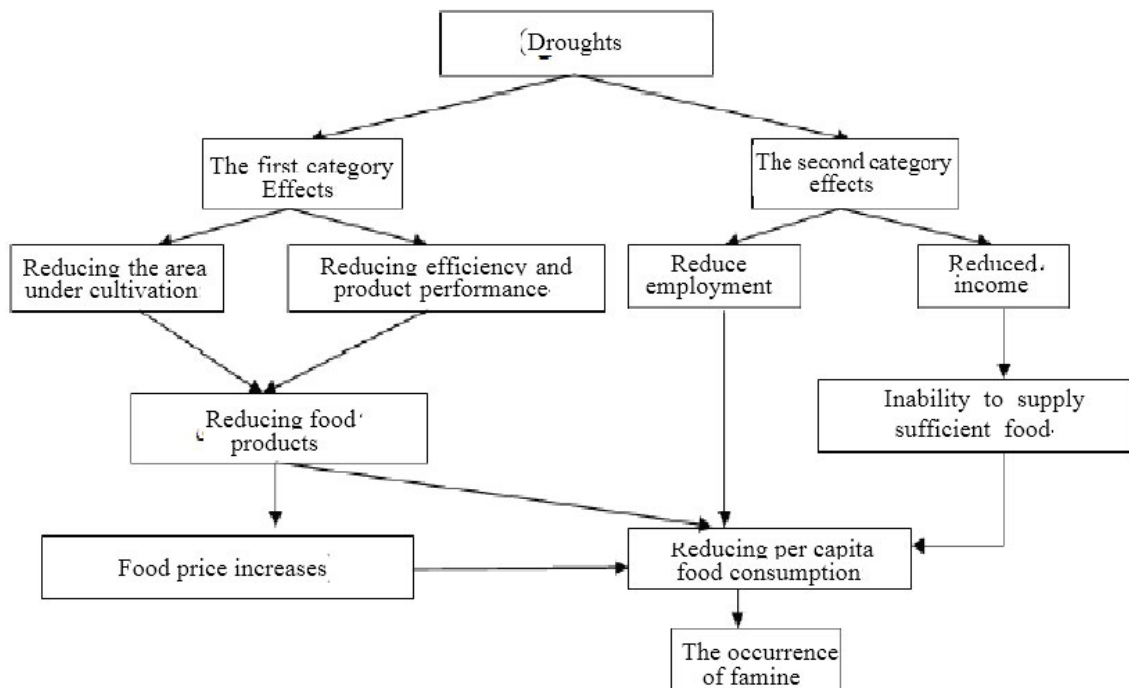 (Droughts
The first category
Effects
The second category
effects
Reducing the area
under cultivation
Reducing efficiency and
product performance
Reduce
employment
Reduced
income
Reducing food
products
Inability to supply
sufficient food
Food price increases
Reducing per capita
food consumption
The occurrence
of famine